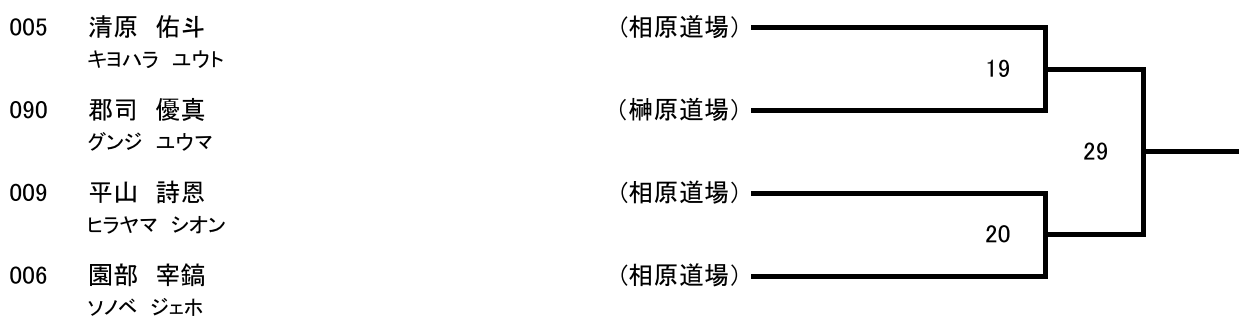 005 清原 佑斗 (相原道場)
キヨハラ ユウト
19
090 郡司 優真 (榊原道場)
グンジ ユウマ
29
009 平山 詩恩 (相原道場)
ヒラヤマ シオン
20
006 園部 宰鎬 (相原道場)
ソノベ ジェホ